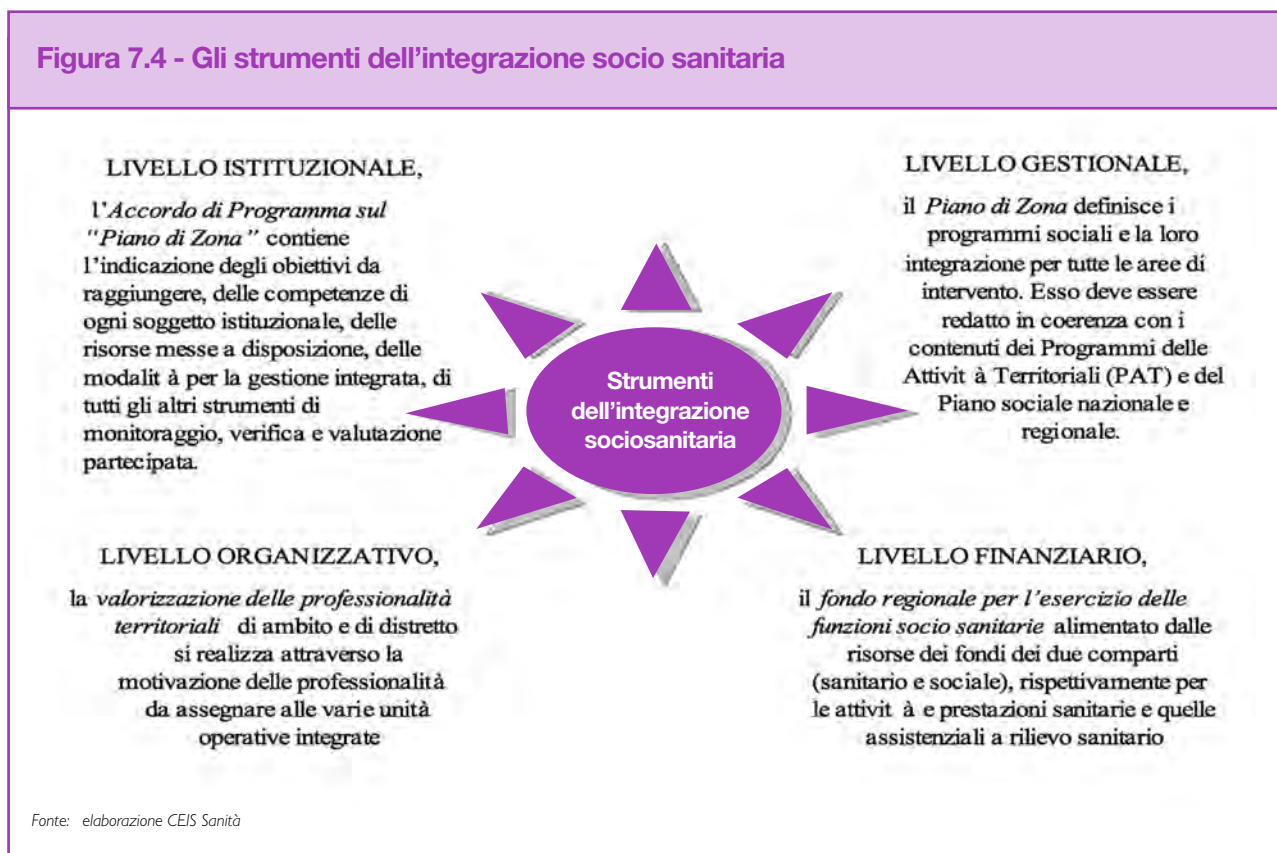 Figura 7.4 - Gli strumenti dell'integrazione socio sanitaria
LIVELLO ISTITUZIONALE,
l'Accordo di Programma sul
"Piano di Zona" contiene
l'indicazione degli obiettivi da
raggiungere, delle competenze di
ogni soggetto istituzionale, delle
risorse messe a disposizione, delle
modalit à per la gestione integrata, di
tutti gli altri strumenti di
monitoraggio, verifica e valutazione
partecipata.
LIVELLO GESTIONALE,
il Piano di Zona definisce i
programmi sociali e la loro
integrazione per tutte le aree di
intervento. Esso deve essere
redatto in coerenza con i
contenuti dei Programmi delle
Attivit à Territoriali (PAT) e del
Piano sociale nazionale e
regionale.
Strumenti
dell'integrazione
sociosanitaria
LIVELLO ORGANIZZATIVO,
la valorizzazione delle professionalità
territoriali di ambito e di distretto
si realizza attraverso la
motivazione delle professionalità
da assegnare alle varie unità
operative integrate
LIVELLO FINANZIARIO,
il fondo regionale per l'esercizio delle
funzioni socio sanitarie alimentato dalle
risorse dei fondi dei due comparti
(sanitario e sociale), rispettivamente per
le attivit à e prestazioni sanitarie e quelle
assistenziali a rilievo sanitario
Fonte: elaborazione CEIS Sanità